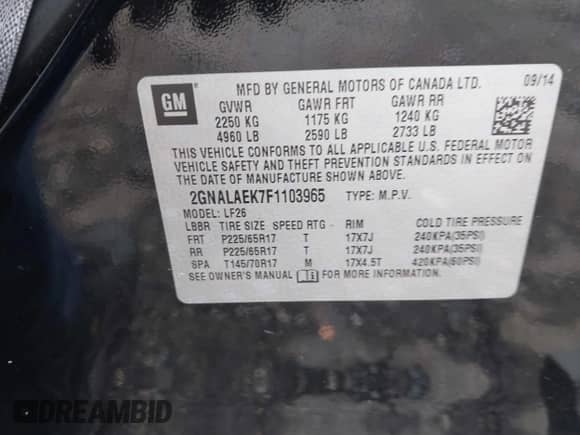 GM
MFD BY GENERAL MOTORS OF CANADA LTD. 09/14
GVWR GAWR FRT GAWR RR
2250 KG 1175 KG 1240 KG
4960 LB 2590 LB 2733 LB
THIS VEHICLE CONFORMS TO ALL APPLICABLE U.S. FEDERAL MOTOR
VEHICLE SAFETY AND THEFT PREVENTION STANDARDS IN EFFECT ON
THE DATE OF MANUFACTURE SHOWN ABOVE.
2GNALAEK7F1103965 TYPE: M.P.V.
MODEL: LF26
LBBR TIRE SIZE SPEED RTG - RIM COLD TIRE PRESSURE
FRT P225/65R17 T 17X7J 240KPA(35PSI)
RR P225/65R17 T 17X7J 240KPA(35PSI)
SPA T145/70R17 M 17X4.5T 420KPA(60PSI)
SEE OWNER'S MANUAL FOR MORE INFORMATION.
DREAMBID